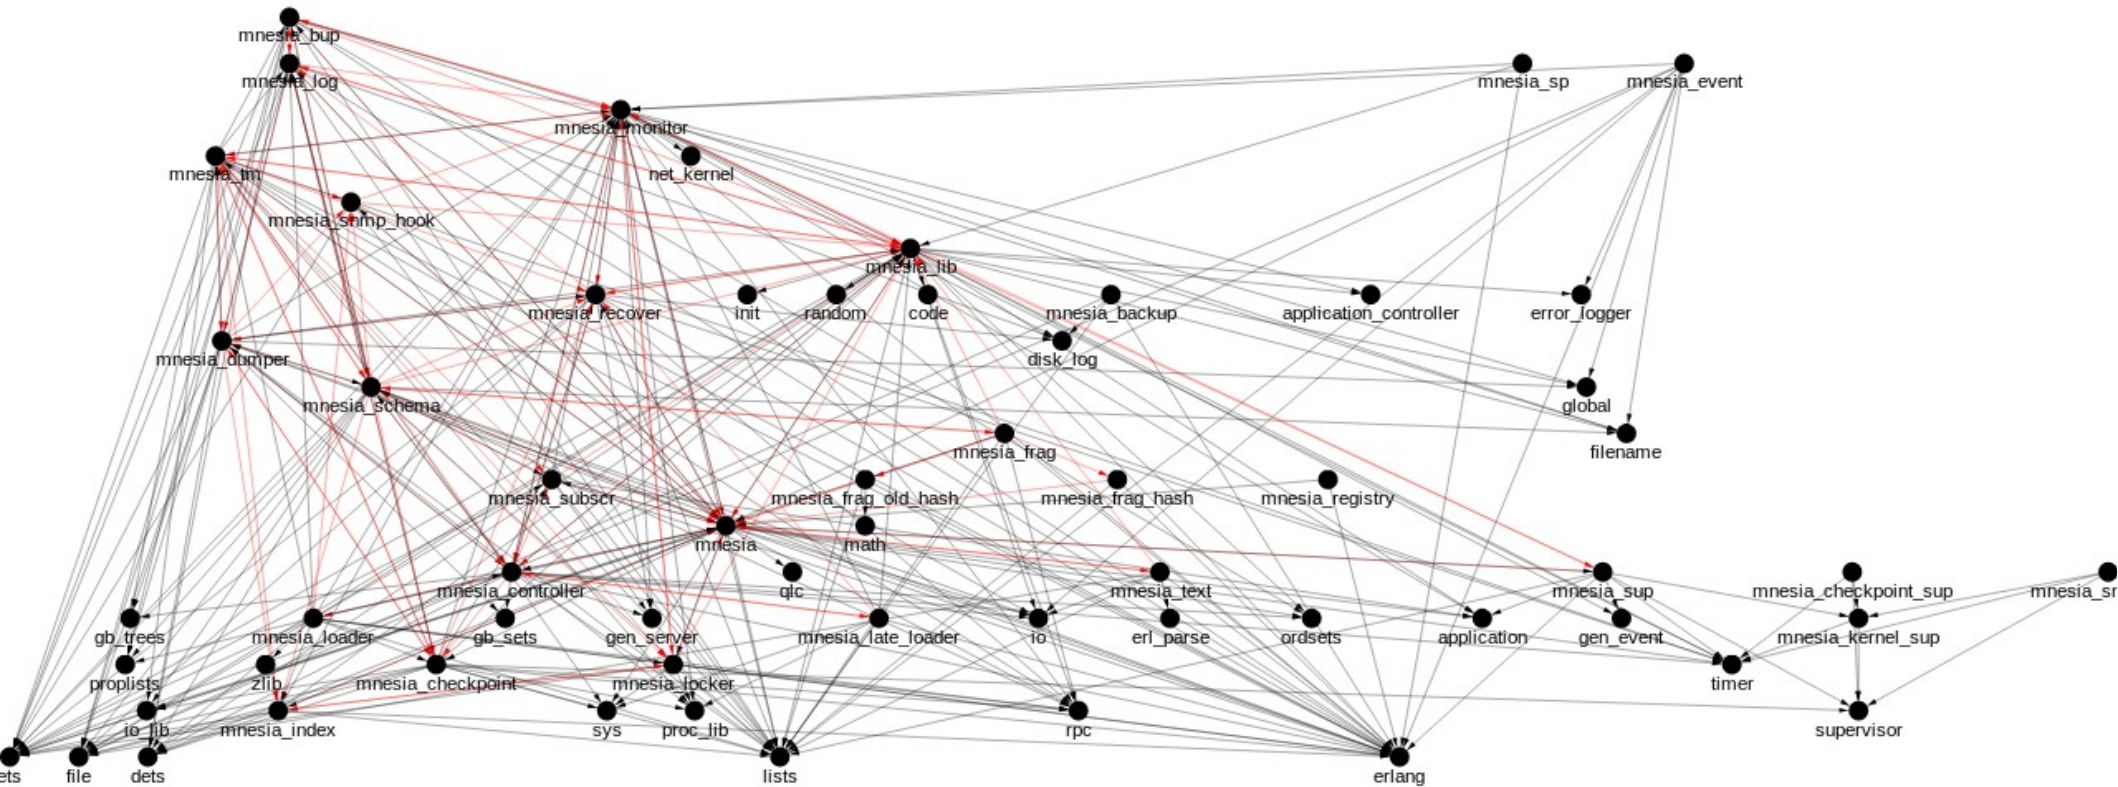 mnesia_bup
mnesia_log
mnesia_sp
mnesia_event
mnesia_monitor
mnesia_tm
net_kernel
mnesia_snmp_hook
mnesia_lib
mnesia_recover
init
random
code
mnesia_backup
application_controller
error_logger
mnesia_dumper
disk_log
mnesia_schema
global
mnesia_frag
filename
mnesia_subscr
mnesia_frag_old_hash
mnesia_frag_hash
mnesia_registry
mnesia
math
mnesia_controller
qlc
mnesia_text
mnesia_sup
mnesia_checkpoint_sup
mnesia_sn
gb_trees
mnesia_loader
gb_sets
gen_server
mnesia_late_loader
io
erl_parse
ordsets
application
gen_event
mnesia_kernel_sup
proplists
zlib
mnesia_checkpoint
mnesia_locker
timer
io_lib
mnesia_index
sys
proc_lib
rpc
supervisor
ets
file
dets
lists
erlang